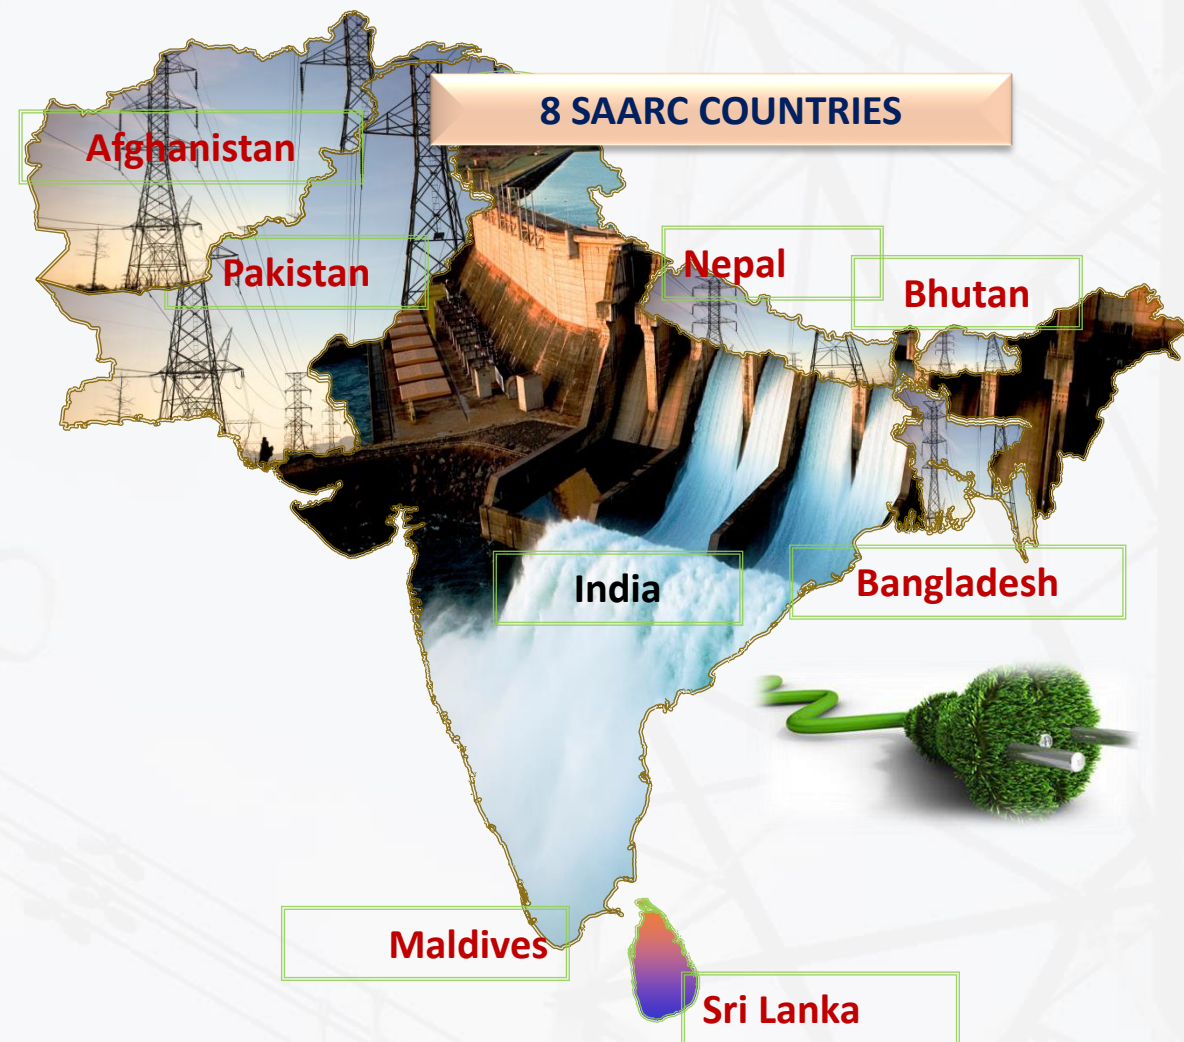 8 SAARC COUNTRIES
Afghanistan
Pakistan
Nepal
Bhutan
India
Bangladesh
Maldives
Sri Lanka